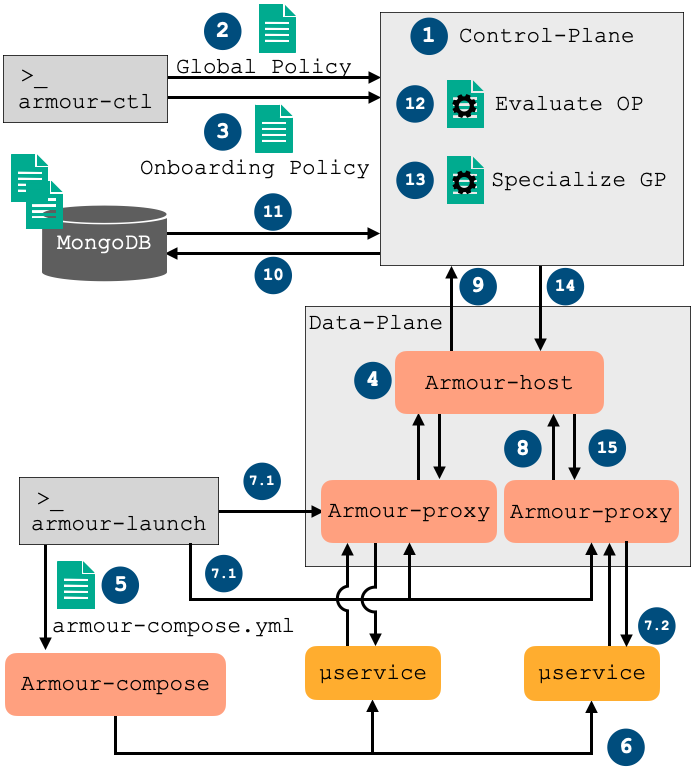 2
Global Policy
1 Control-Plane
>_
armour-ctl
12 Evaluate OP
3
Onboarding Policy
13 Specialize GP
11
MongoDB
10
9
14
Data-Plane
4
Armour-host
8
15
7.1
>_
armour-launch
Armour-proxy
Armour-proxy
5
7.1
armour-compose.yml
7.2
Armour-compose
µservice
µservice
6